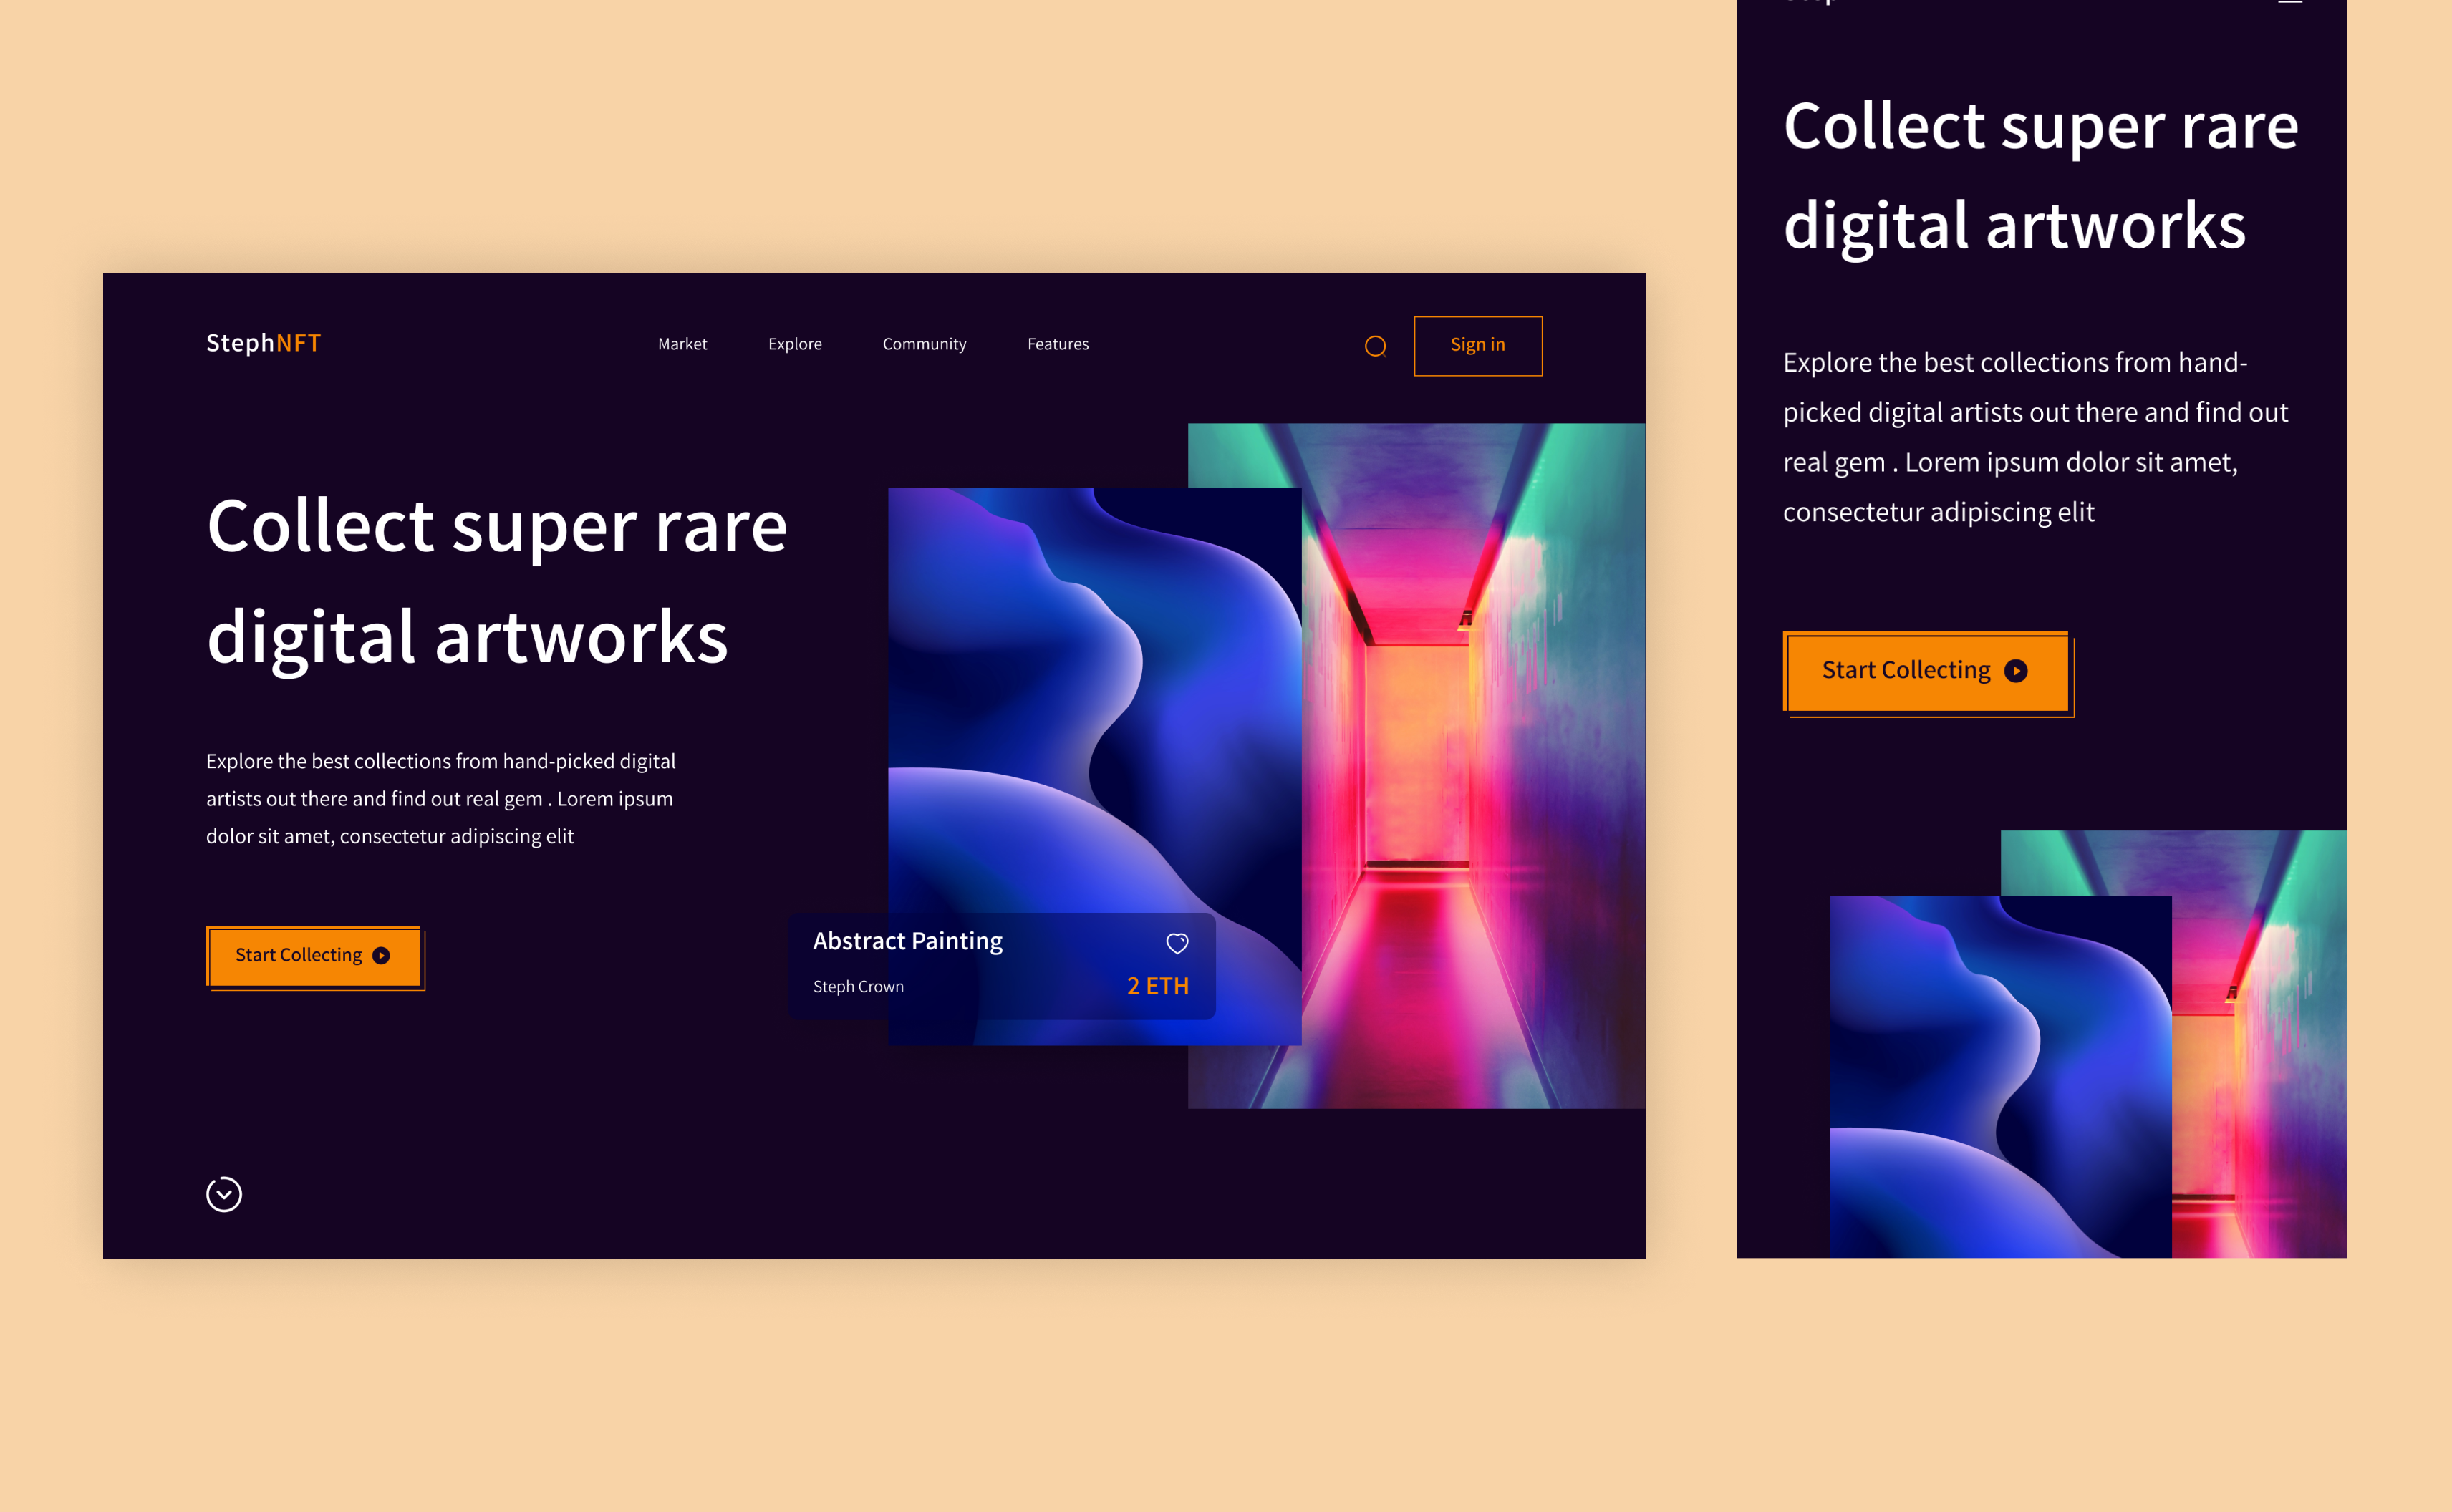 StephNFT
Market Explore Community Features
Sign in
Collect super rare
digital artworks
Explore the best collections from hand-picked digital
artists out there and find out real gem . Lorem ipsum
dolor sit amet, consectetur adipiscing elit
Start Collecting
Abstract Painting
Steph Crown
2 ETH
Collect super rare
digital artworks
Explore the best collections from hand-
picked digital artists out there and find out
real gem . Lorem ipsum dolor sit amet,
consectetur adipiscing elit
Start Collecting